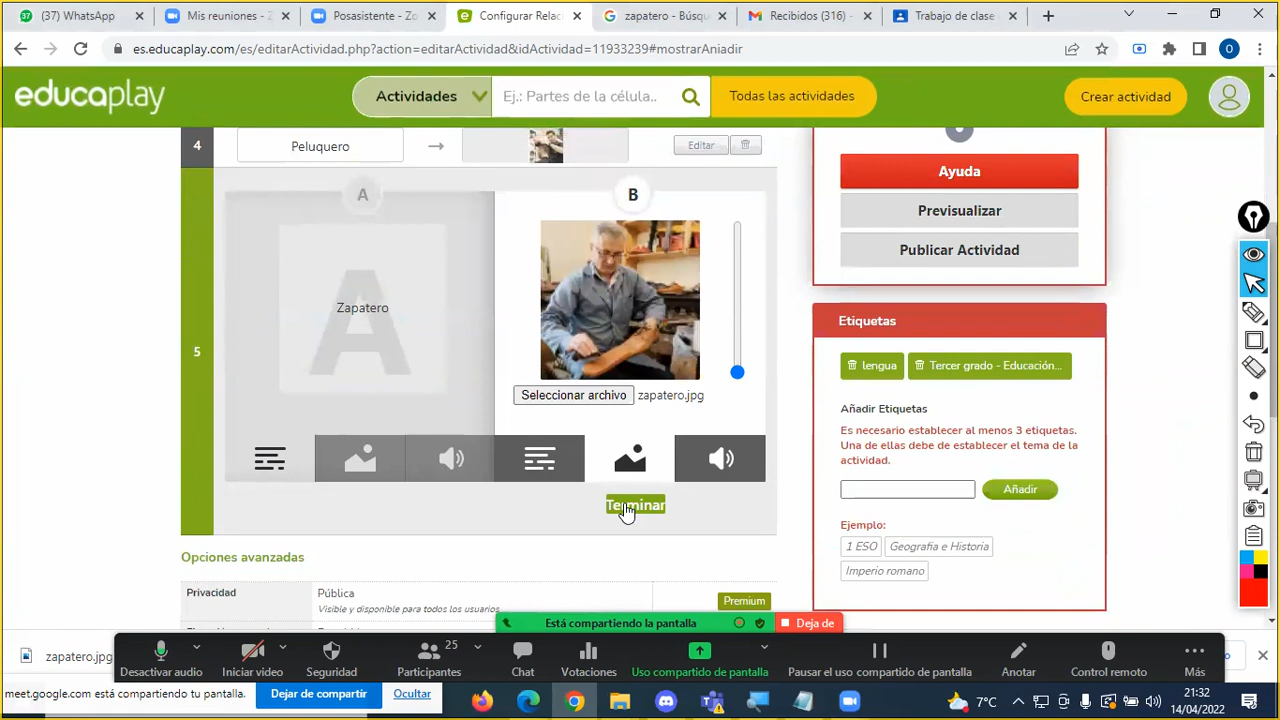 37 (37) WhatsApp
Mis reuniones - Z
Posasistente - Zo
Configurar Relac
zapatero - Búsqu
Recibidos (316) -
Trabajo de clase
es.educaplay.com/es/editarActividad.php?action=editarActividad&idActividad=11933239#mostrarAniadir
O
educaplay
Actividades
Ej.: Partes de la célula..
Todas las actividades
Crear actividad
4
Peluquero
→
Editar
A
B
A
Zapatero
5
Seleccionar archivo
zapatero.jpg
Terminar
Opciones avanzadas
Privacidad
Pública
Visible y disponible para todos los usuarios
Premium
Ayuda
Previsualizar
Publicar Actividad
Etiquetas
lengua
Tercer grado - Educación...
Añadir Etiquetas
Es necesario establecer al menos 3 etiquetas.
Una de ellas debe de establecer el tema de la
actividad.
Añadir
Ejemplo:
1 ESO
Geografía e Historia
Imperio romano
Está compartiendo la pantalla
Deja de
zapatero.jpg
Desactivar audio
Iniciar video
Seguridad
25
Participantes
Chat
Votaciones
Uso compartido de pantalla
Pausar el uso compartido de pantalla
Anotar
Control remoto
Más
meet.google.com está compartiendo tu pantalla.
Dejar de compartir
Ocultar
7°C
21:32
14/04/2022